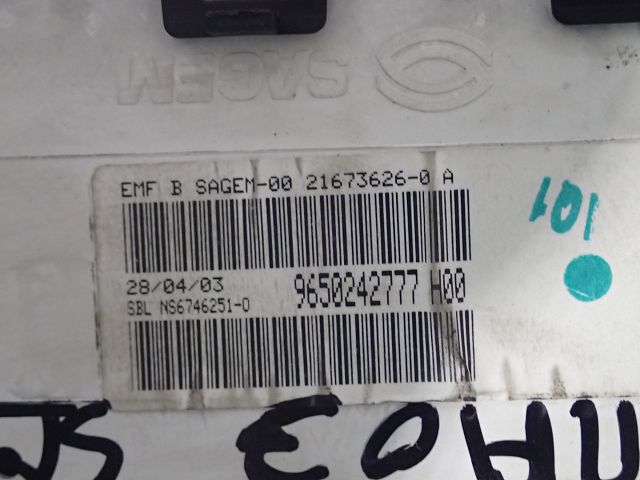 SAGEM
EMF B SAGEM-00 21673626-0 A
28/04/03
9650242777 H00
SBL NS6746251-0
101